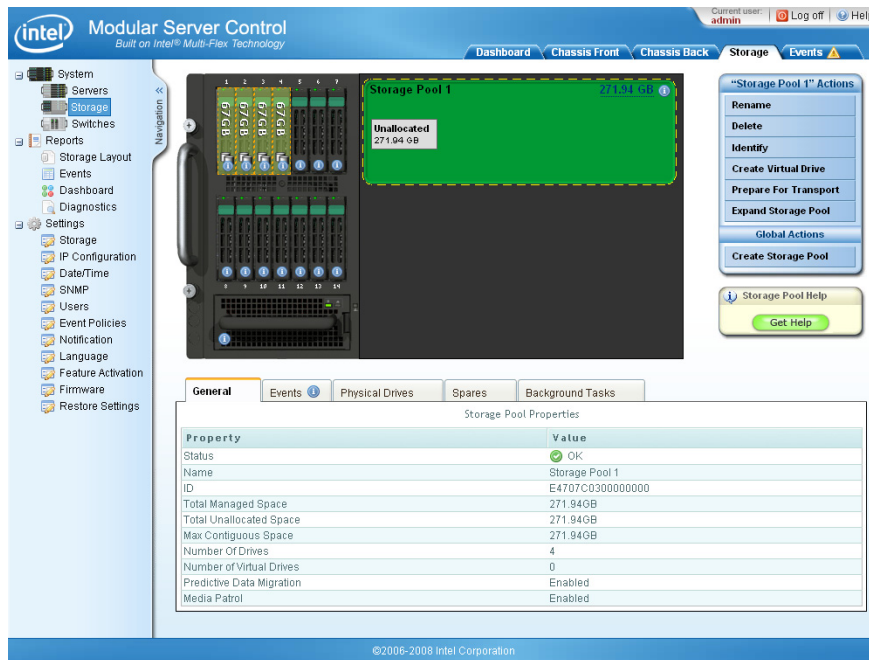 intel
Modular Server Control
Built on Intel® Multi-Flex Technology
Current user:
admin
Log off
Hel
Dashboard
Chassis Front
Chassis Back
Storage
Events
System
Servers
Storage
Switches
Reports
Storage Layout
Events
Dashboard
Diagnostics
Settings
Storage
IP Configuration
Date/Time
SNMP
Users
Event Policies
Notification
Language
Feature Activation
Firmware
Restore Settings
«
Navigation
1 2 3 4 5 6 7
67GB 67GB 67GB 67GB
8 9 10 11 12 13 14
Storage Pool 1
271.94 GB
Unallocated
271.94 GB
"Storage Pool 1" Actions
Rename
Delete
Identify
Create Virtual Drive
Prepare For Transport
Expand Storage Pool
Global Actions
Create Storage Pool
Storage Pool Help
Get Help
General
Events
Physical Drives
Spares
Background Tasks
Storage Pool Properties
Property Value
Status OK
Name Storage Pool 1
ID E4707C0300000000
Total Managed Space 271.94GB
Total Unallocated Space 271.94GB
Max Contiguous Space 271.94GB
Number Of Drives 4
Number of Virtual Drives 0
Predictive Data Migration Enabled
Media Patrol Enabled
©2006-2008 Intel Corporation